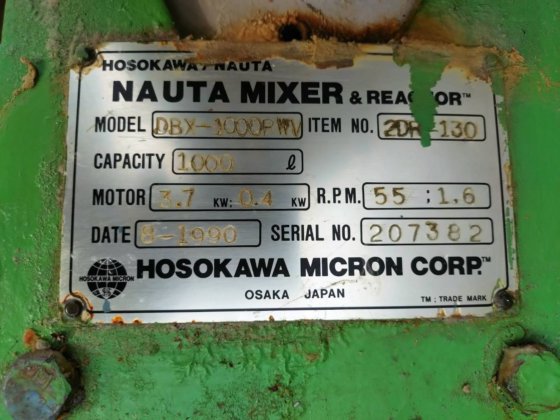 HOSOKAWA / NAUTA
NAUTA MIXER & REACTOR™
MODEL DBX-1000RWV ITEM NO. 2DR-130
CAPACITY 1000 ℓ
MOTOR 3.7 KW: 0.4 KW R.P.M. 55 : 1.6
DATE 8-1990 SERIAL NO. 207382
HOSOKAWA MICRON HOSOKAWA MICRON CORP.™
OSAKA JAPAN TM : TRADE MARK